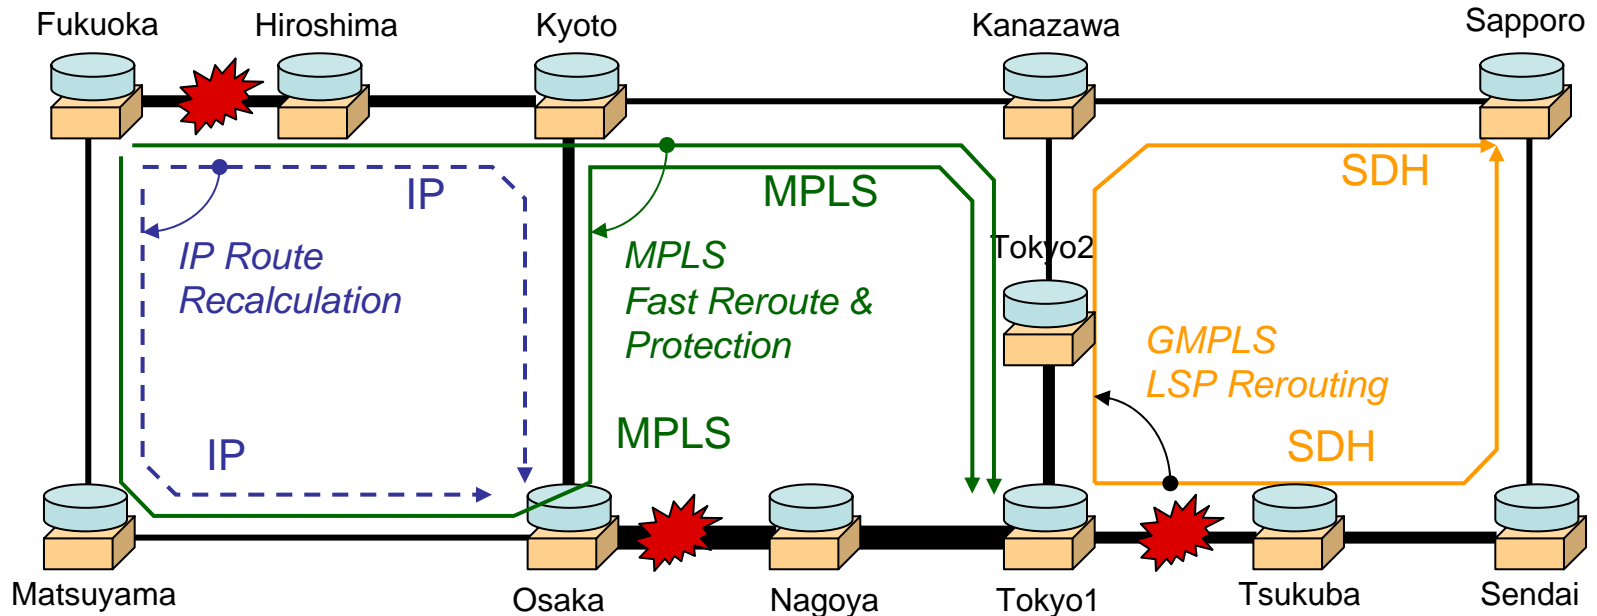 Fukuoka
Hiroshima
Kyoto
Kanazawa
Sapporo
IP
MPLS
SDH
IP Route
Recalculation
MPLS
Fast Reroute &
Protection
Tokyo2
GMPLS
LSP Rerouting
IP
MPLS
SDH
Matsuyama
Osaka
Nagoya
Tokyo1
Tsukuba
Sendai